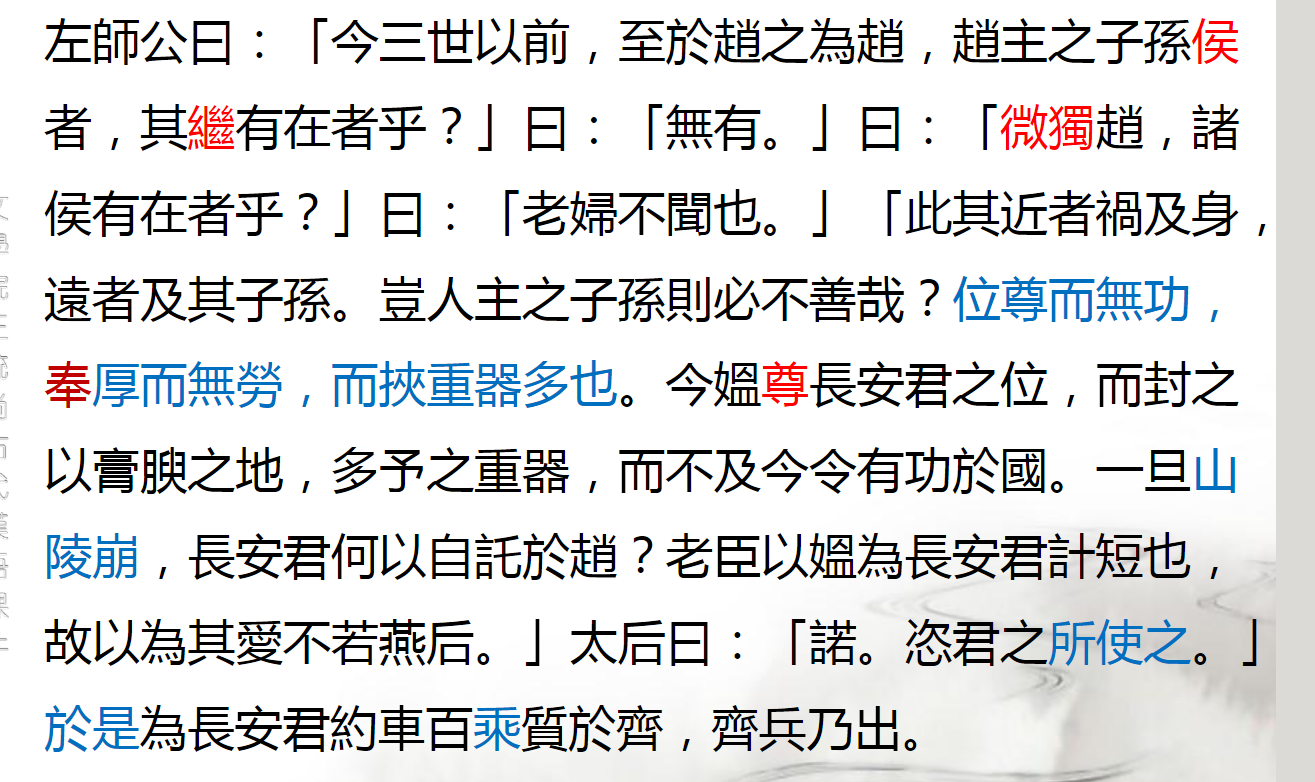 左師公曰：「今三世以前，至於趙之為趙，趙主之子孫侯
者，其繼有在者乎？」曰：「無有。」曰：「微獨趙，諸
侯有在者乎？」曰：「老婦不聞也。」「此其近者禍及身，
遠者及其子孫。豈人主之子孫則必不善哉？位尊而無功，
奉厚而無勞，而挾重器多也。今媼尊長安君之位，而封之
以膏腴之地，多予之重器，而不及今令有功於國。一旦山
陵崩，長安君何以自託於趙？老臣以媼為長安君計短也，
故以為其愛不若燕后。」太后曰：「諾。恣君之所使之。」
於是為長安君約車百乘質於齊，齊兵乃出。